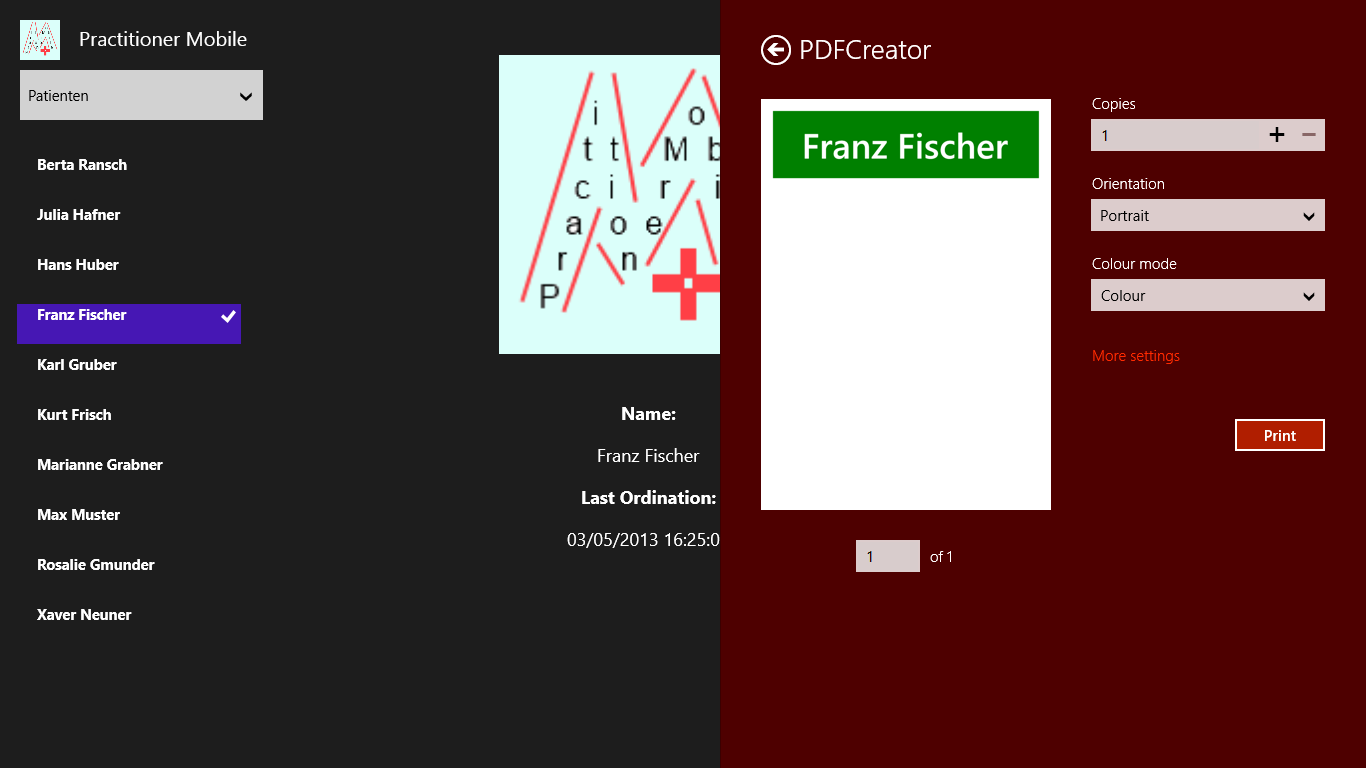 Practitioner Mobile
Patienten
Berta Ransch
Julia Hafner
Hans Huber
Franz Fischer
Karl Gruber
Kurt Frisch
Marianne Grabner
Max Muster
Rosalie Gmunder
Xaver Neuner
i o
t t t M b
c i i r i
a o e
r n
P
Name:
Franz Fischer
Last Ordination:
03/05/2013 16:25:0
PDFCreator
Franz Fischer
1 of 1
Copies
1
Orientation
Portrait
Colour mode
Colour
More settings
Print